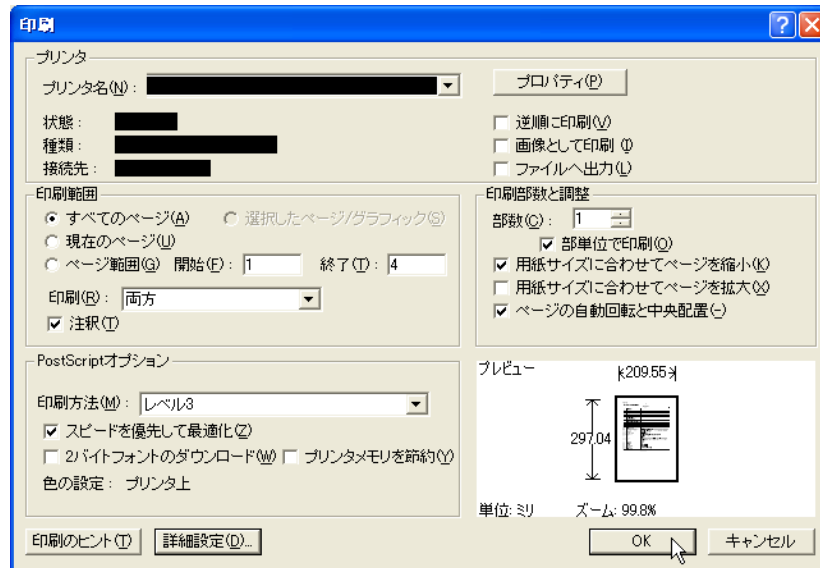 印刷
プリンタ
プリンタ名(N):
プロパティ(P)
状態:
種類:
接続先:
逆順に印刷(V)
画像として印刷 (I)
ファイルへ出力(L)
印刷範囲
すべてのページ(A) 選択したページ/グラフィック(S)
現在のページ(U)
ページ範囲(G) 開始(F): 1 終了(T): 4
印刷(R): 両方
注釈(T)
印刷部数と調整
部数(C): 1
部単位で印刷(O)
用紙サイズに合わせてページを縮小(K)
用紙サイズに合わせてページを拡大(X)
ページの自動回転と中央配置(-)
PostScriptオプション
印刷方法(M): レベル3
スピードを優先して最適化(Z)
2バイトフォントのダウンロード(W) プリンタメモリを節約(Y)
色の設定: プリンタ上
プレビュー
209.55
297.04
単位: ミリ ズーム: 99.8%
印刷のヒント(T) 詳細設定(D)... OK キャンセル